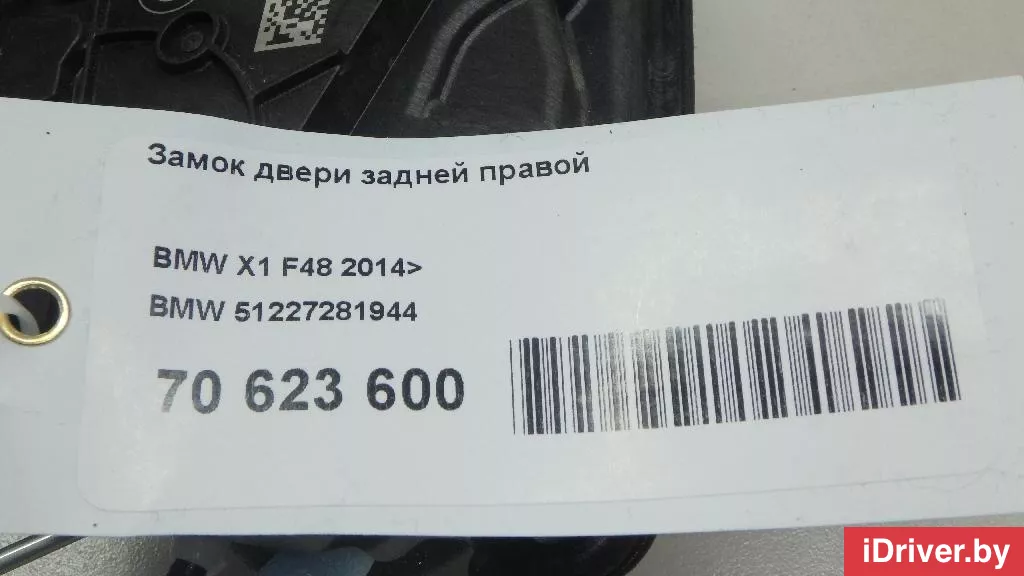 Замок двери задней правой
BMW X1 F48 2014>
BMW 51227281944
70 623 600
iDriver.by